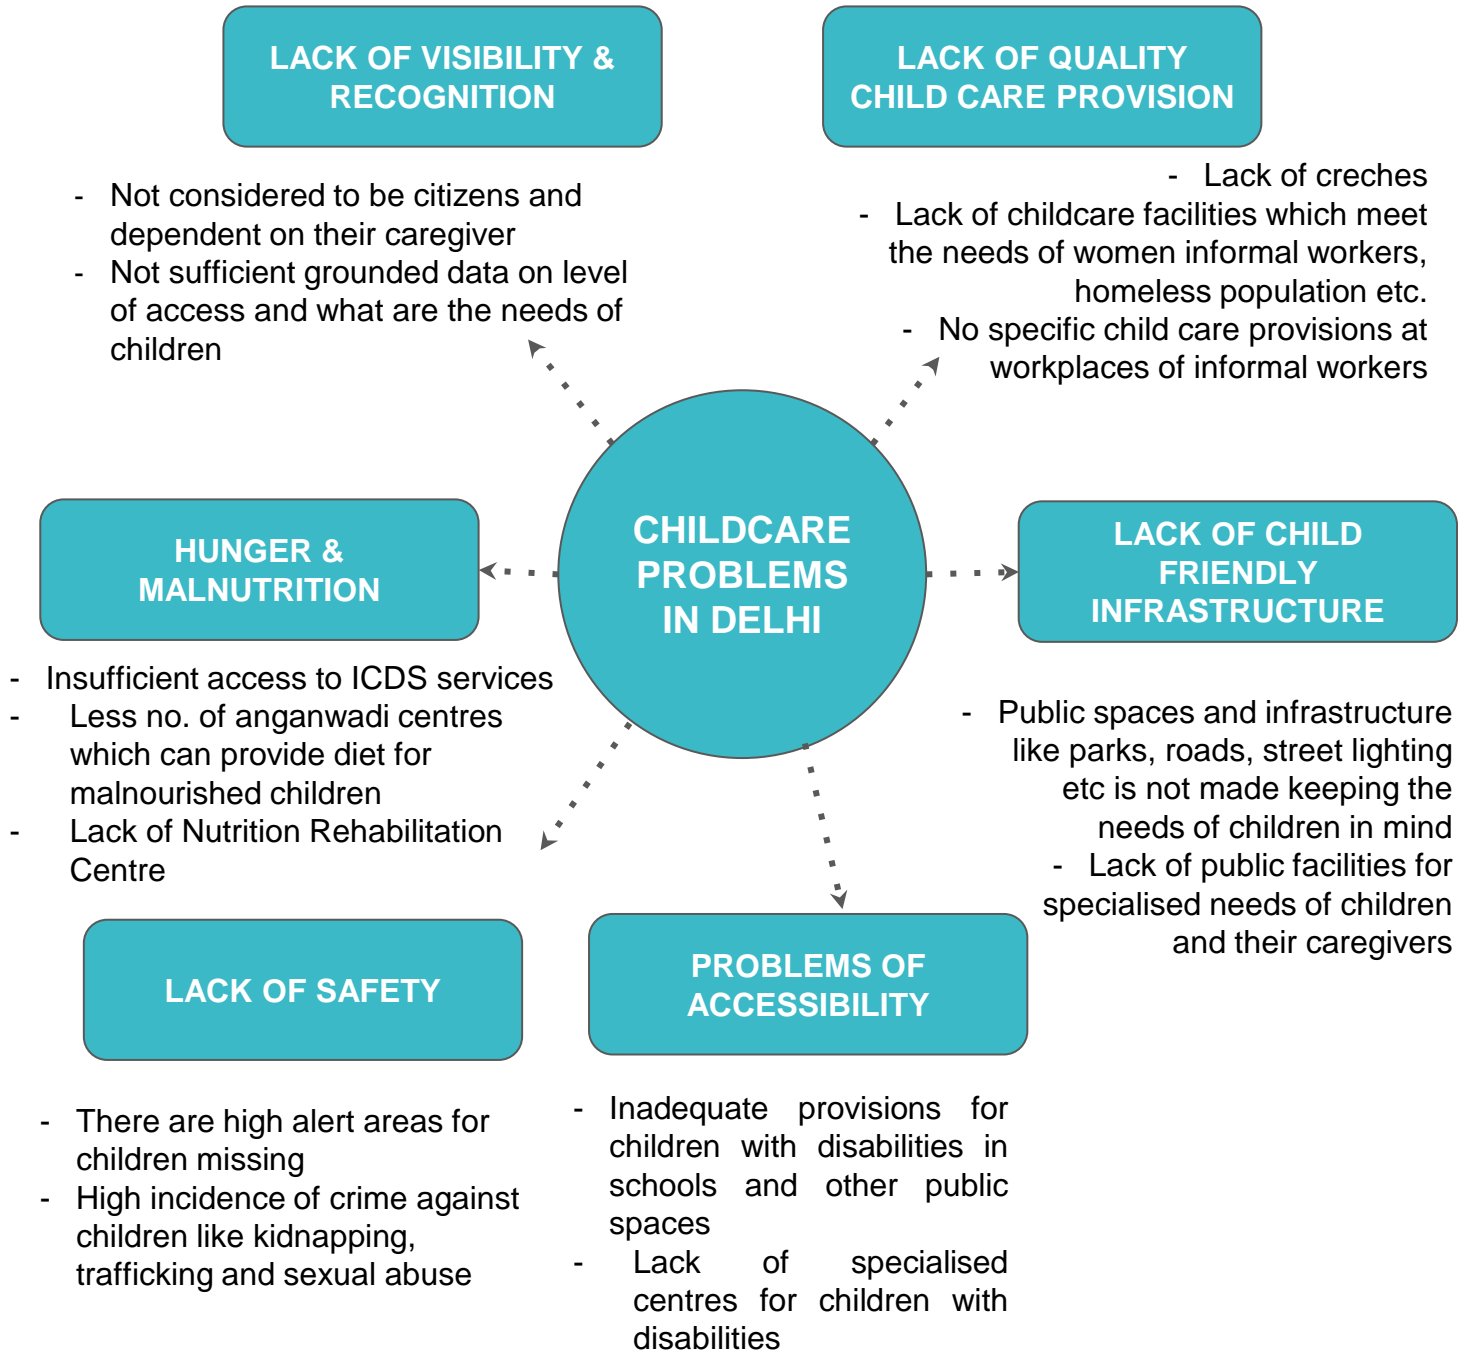 LACK OF VISIBILITY &
RECOGNITION
- Not considered to be citizens and
dependent on their caregiver
- Not sufficient grounded data on level
of access and what are the needs of
children
LACK OF QUALITY
CHILD CARE PROVISION
- Lack of creches
- Lack of childcare facilities which meet
the needs of women informal workers,
homeless population etc.
- No specific child care provisions at
workplaces of informal workers
CHILDCARE
PROBLEMS
IN DELHI
HUNGER &
MALNUTRITION
- Insufficient access to ICDS services
- Less no. of anganwadi centres
which can provide diet for
malnourished children
- Lack of Nutrition Rehabilitation
Centre
LACK OF CHILD
FRIENDLY
INFRASTRUCTURE
- Public spaces and infrastructure
like parks, roads, street lighting
etc is not made keeping the
needs of children in mind
- Lack of public facilities for
specialised needs of children
and their caregivers
LACK OF SAFETY
- There are high alert areas for
children missing
- High incidence of crime against
children like kidnapping,
trafficking and sexual abuse
PROBLEMS OF
ACCESSIBILITY
- Inadequate provisions for
children with disabilities in
schools and other public
spaces
- Lack of specialised
centres for children with
disabilities